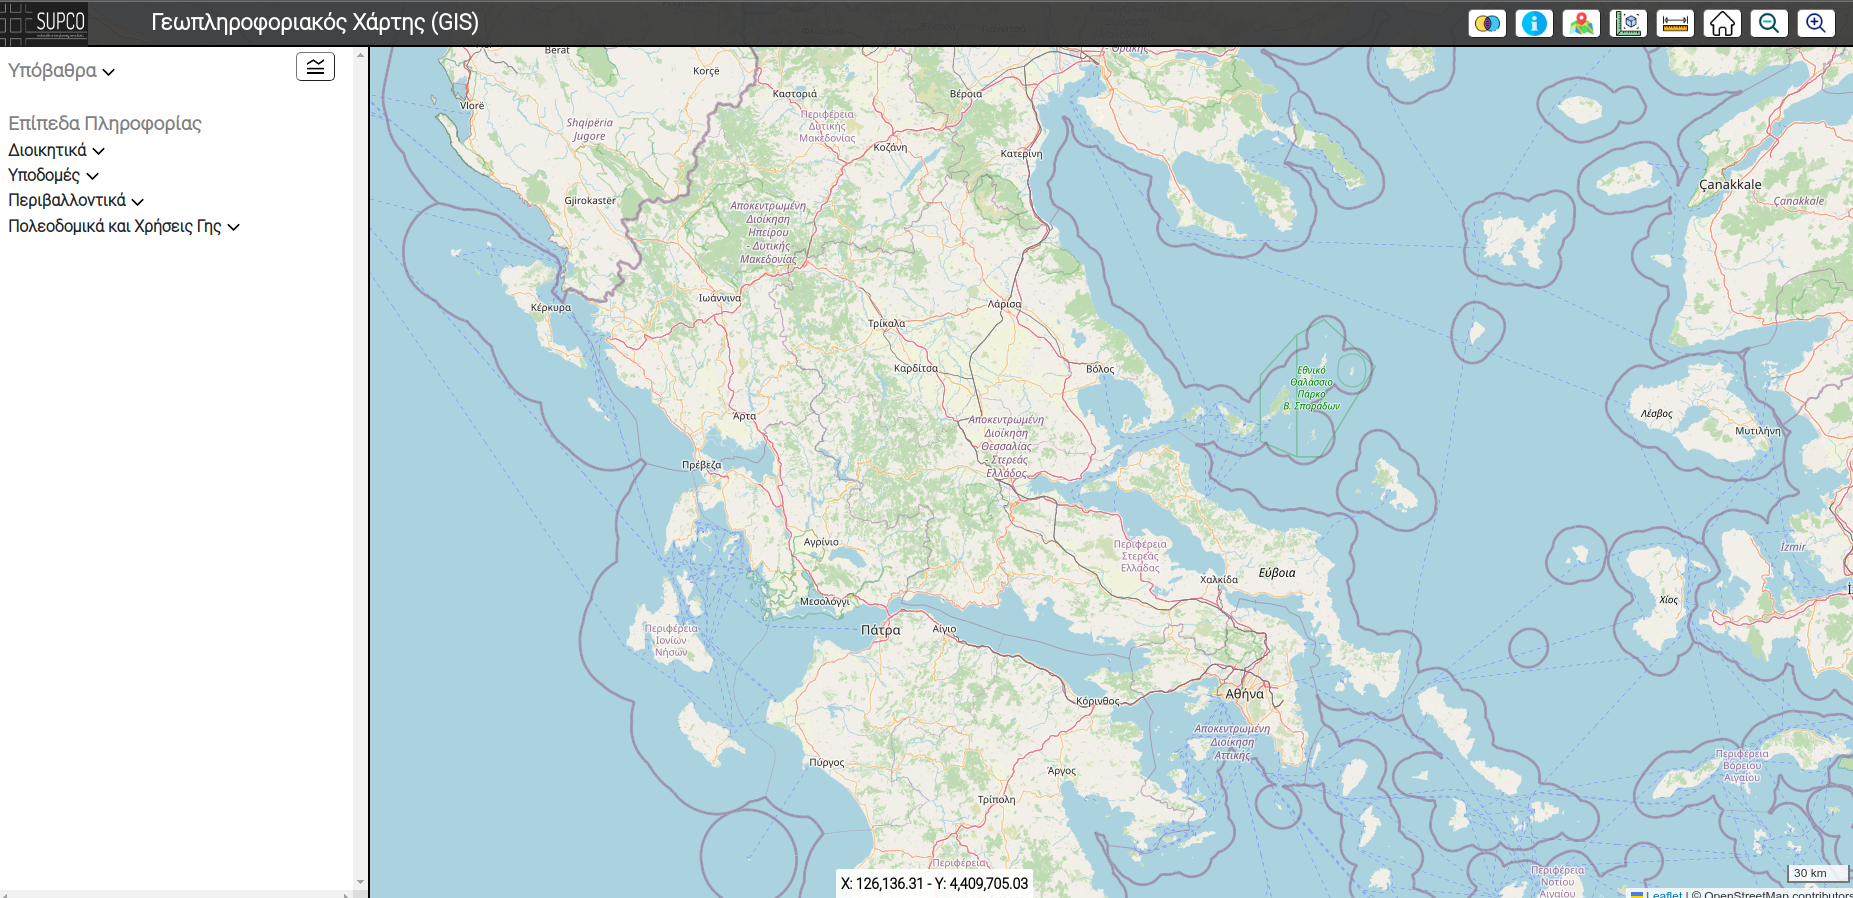 SUPCO
Γεωπληροφοριακός Χάρτης (GIS)
Υπόβαθρα
Επίπεδα Πληροφορίας
Διοικητικά
Υποδομές
Περιβαλλοντικά
Πολεοδομικά και Χρήσεις Γης
Berat
Korçë
Vlorë
Shqipëria
Jugore
Gjirokaster
Καστοριά
Βέροια
Περιφέρεια
Δυτικής
Μακεδονίας
Κοζάνη
Κατερίνη
Θράκης
Αποκεντρωμένη
Διοίκηση
Ηπείρου
- Δυτικής
Μακεδονίας
Çanakkale
Çanakkale
Κέρκυρα
Ιωάννινα
Λάρισα
Τρίκαλα
Καρδίτσα
Βόλος
Εθνικό
Θαλάσσιο
Πάρκο
Β. Σποράδων
Άρτα
Αποκεντρωμένη
Διοίκηση
Θεσσαλίας
- Στερεάς
Ελλάδος
Λέσβος
Μυτιλήνη
Πρέβεζα
Αγρίνιο
Περιφέρεια
Στερεάς
Ελλάδας
Χαλκίδα
Εύβοια
İzmir
Χίος
Μεσολόγγι
Πάτρα
Αίγιο
Περιφέρεια
Ιονίων
Νήσων
Κόρινθος
Αθήνα
Αποκεντρωμένη
Διοίκηση
Αττικής
Πύργος
Άργος
Τρίπολη
Περιφέρεια
Βόρειου
Αιγαίου
Περιφέρεια
Περιφέρεια
Νοτίου
Αιγαίου
X: 126,136.31 - Y: 4,409,705.03
30 km
Leaflet | © OpenStreetMap contributors